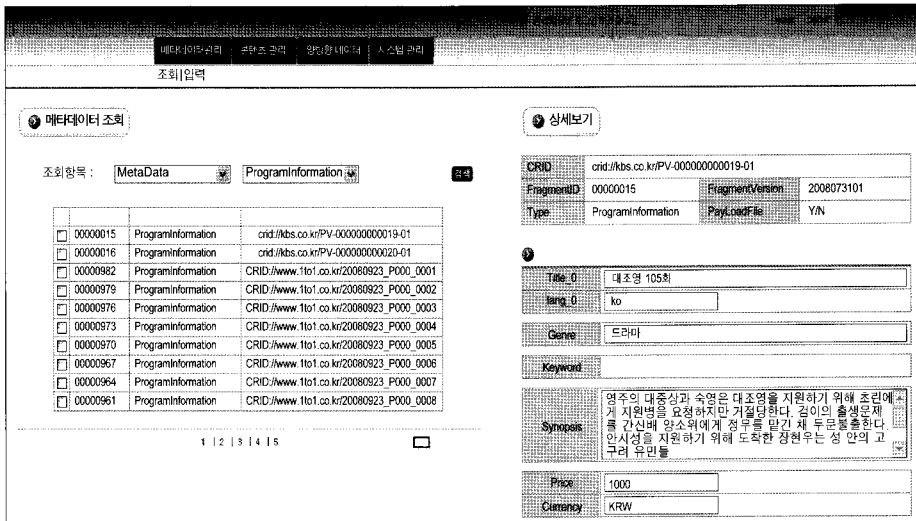 메타데이터관리 콘텐츠 관리 양방향 데이터 시스템 관리
조회|입력
메타데이터 조회
조회항목 : MetaData ProgramInformation 검색
00000015 ProgramInformation crid://kbs.co.kr/PV-000000000019-01
00000016 ProgramInformation crid://kbs.co.kr/PV-000000000020-01
00000982 ProgramInformation CRID://www.1to1.co.kr/20080923_P000_0001
00000979 ProgramInformation CRID://www.1to1.co.kr/20080923_P000_0002
00000976 ProgramInformation CRID://www.1to1.co.kr/20080923_P000_0003
00000973 ProgramInformation CRID://www.1to1.co.kr/20080923_P000_0004
00000970 ProgramInformation CRID://www.1to1.co.kr/20080923_P000_0005
00000967 ProgramInformation CRID://www.1to1.co.kr/20080923_P000_0006
00000964 ProgramInformation CRID://www.1to1.co.kr/20080923_P000_0007
00000961 ProgramInformation CRID://www.1to1.co.kr/20080923_P000_0008
1 | 2 | 3 | 4 | 5
상세보기
CRID crid://kbs.co.kr/PV-000000000019-01
FragmentID 00000015 FragmentVersion 2008073101
Type ProgramInformation PayLoadFile Y/N
Title_0 대조영 105회
lang_0 ko
Genre 드라마
Keyword
Synopsis
영주의 대중상과 숙영은 대조영을 지원하기 위해 초린에
게 지원병을 요청하지만 거절당한다. 검이의 출생문제
를 간신배 양소위에게 정무를 맡긴 채 두문불출한다
안시성을 지원하기 위해 도착한 장현우는 성 안의 고
구려 유민들
Price 1000
Currency KRW